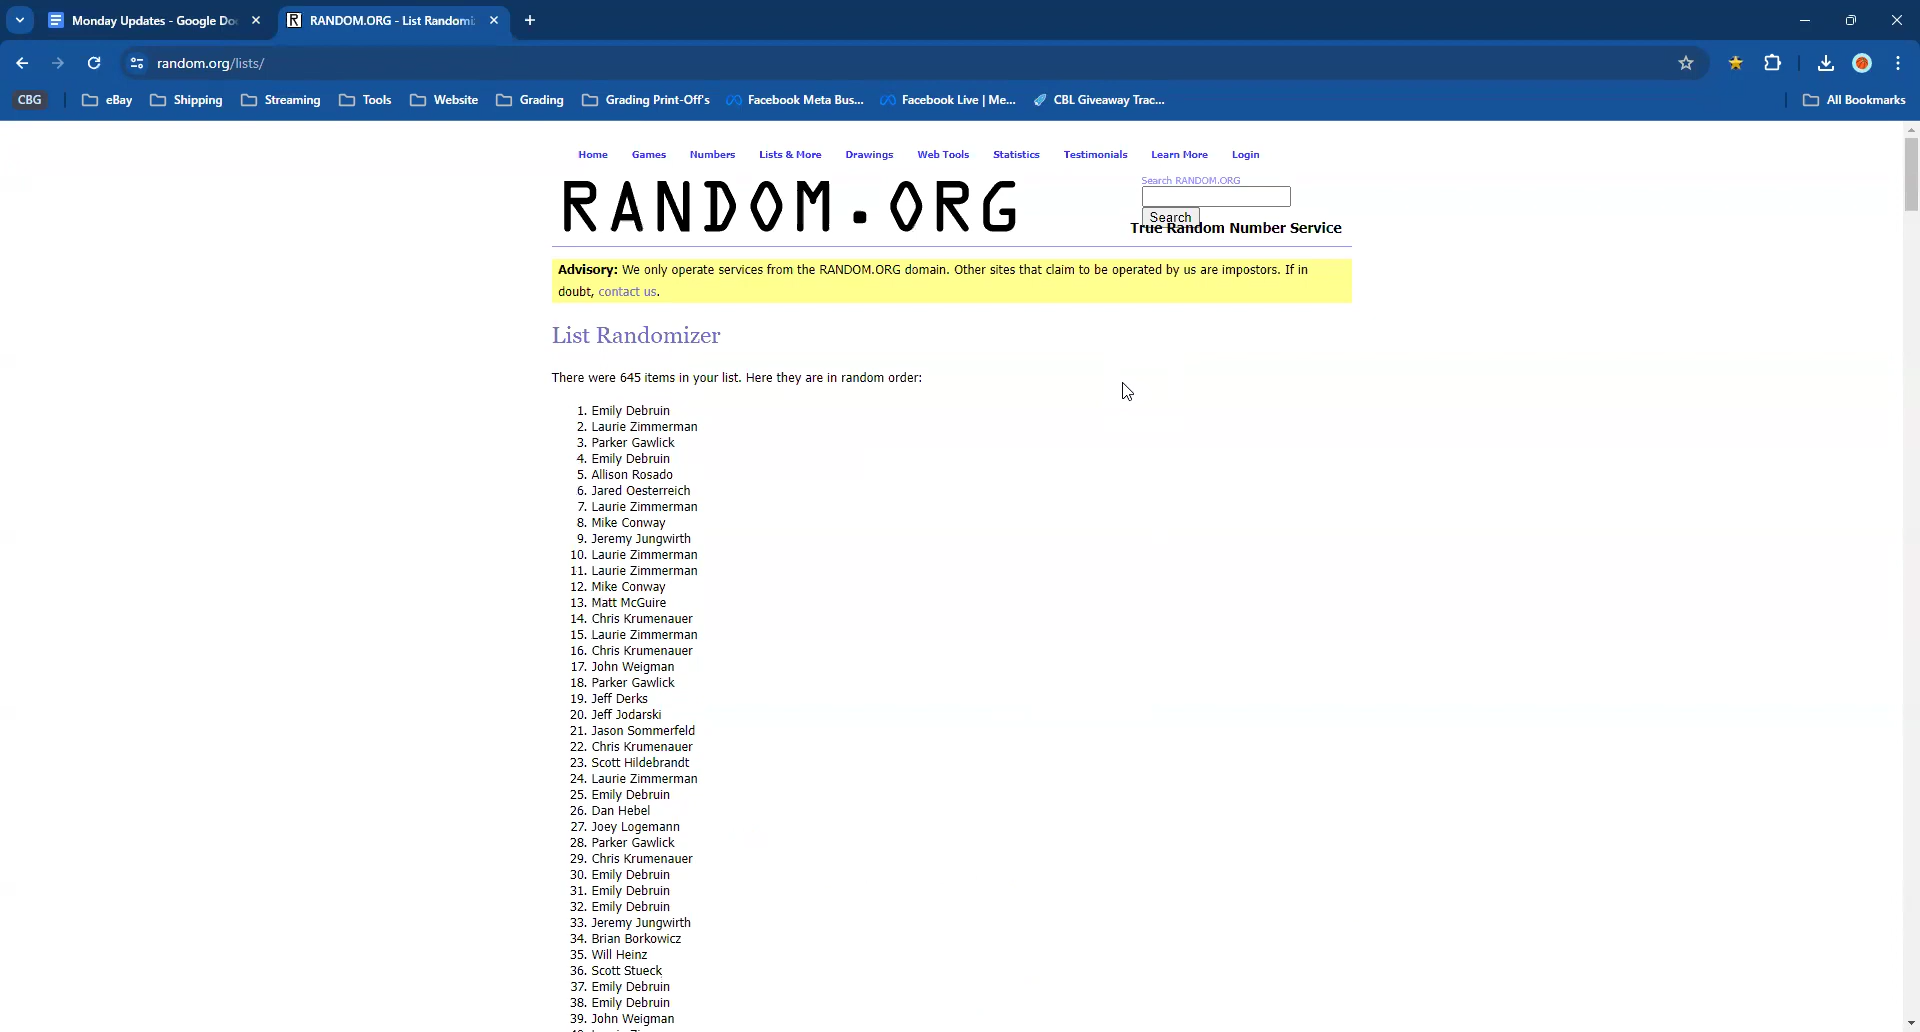 Monday Updates - Google Do
RANDOM.ORG - List Randomi
random.org/lists/
CBG
eBay
Shipping
Streaming
Tools
Website
Grading
Grading Print-Off's
Facebook Meta Bus...
Facebook Live | Me...
CBL Giveaway Trac...
All Bookmarks
Home Games Numbers Lists & More Drawings Web Tools Statistics Testimonials Learn More Login
RANDOM.ORG
Search RANDOM.ORG
Search
True Random Number Service
Advisory: We only operate services from the RANDOM.ORG domain. Other sites that claim to be operated by us are impostors. If in
doubt, contact us.
List Randomizer
There were 645 items in your list. Here they are in random order:
1. Emily Debruin
2. Laurie Zimmerman
3. Parker Gawlick
4. Emily Debruin
5. Allison Rosado
6. Jared Oesterreich
7. Laurie Zimmerman
8. Mike Conway
9. Jeremy Jungwirth
10. Laurie Zimmerman
11. Laurie Zimmerman
12. Mike Conway
13. Matt McGuire
14. Chris Krumenauer
15. Laurie Zimmerman
16. Chris Krumenauer
17. John Weigman
18. Parker Gawlick
19. Jeff Derks
20. Jeff Jodarski
21. Jason Sommerfeld
22. Chris Krumenauer
23. Scott Hildebrandt
24. Laurie Zimmerman
25. Emily Debruin
26. Dan Hebel
27. Joey Logemann
28. Parker Gawlick
29. Chris Krumenauer
30. Emily Debruin
31. Emily Debruin
32. Emily Debruin
33. Jeremy Jungwirth
34. Brian Borkowicz
35. Will Heinz
36. Scott Stueck
37. Emily Debruin
38. Emily Debruin
39. John Weigman